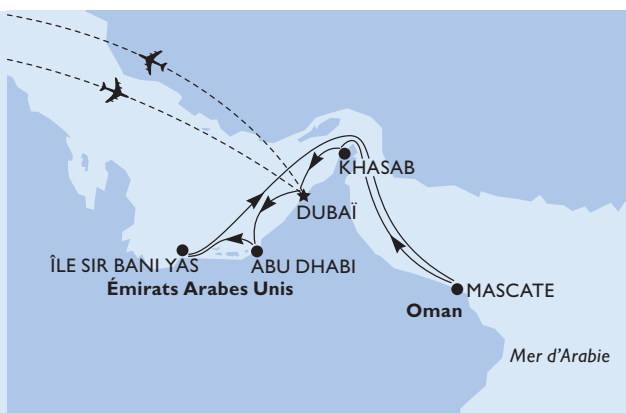 KHASAB
DUBAÏ
ÎLE SIR BANI YAS
ABU DHABI
Émirats Arabes Unis
MASCATE
Oman
Mer d'Arabie